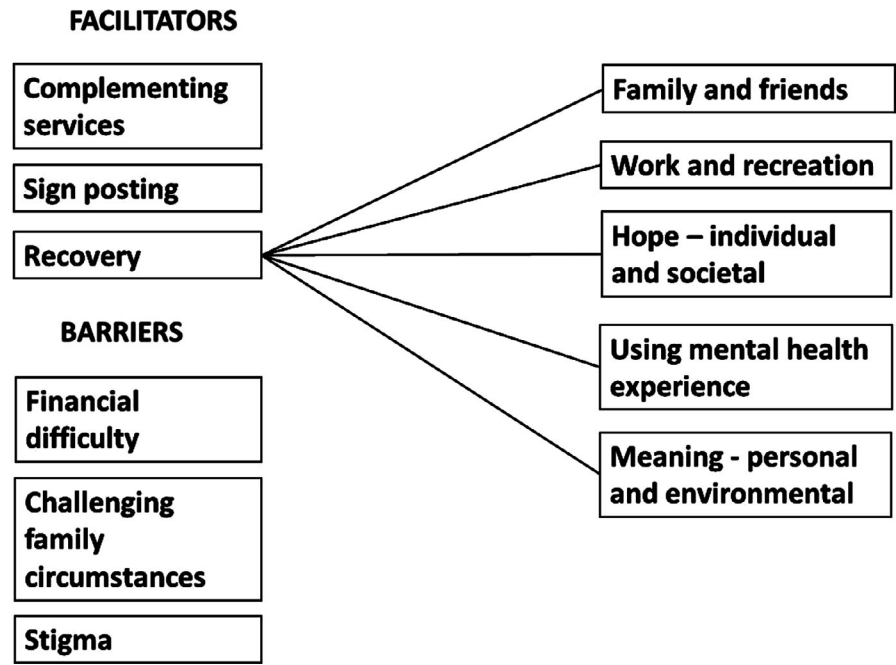 FACILITATORS
Complementing
services
Sign posting
Recovery
BARRIERS
Financial
difficulty
Challenging
family
circumstances
Stigma
Family and friends
Work and recreation
Hope – individual
and societal
Using mental health
experience
Meaning - personal
and environmental